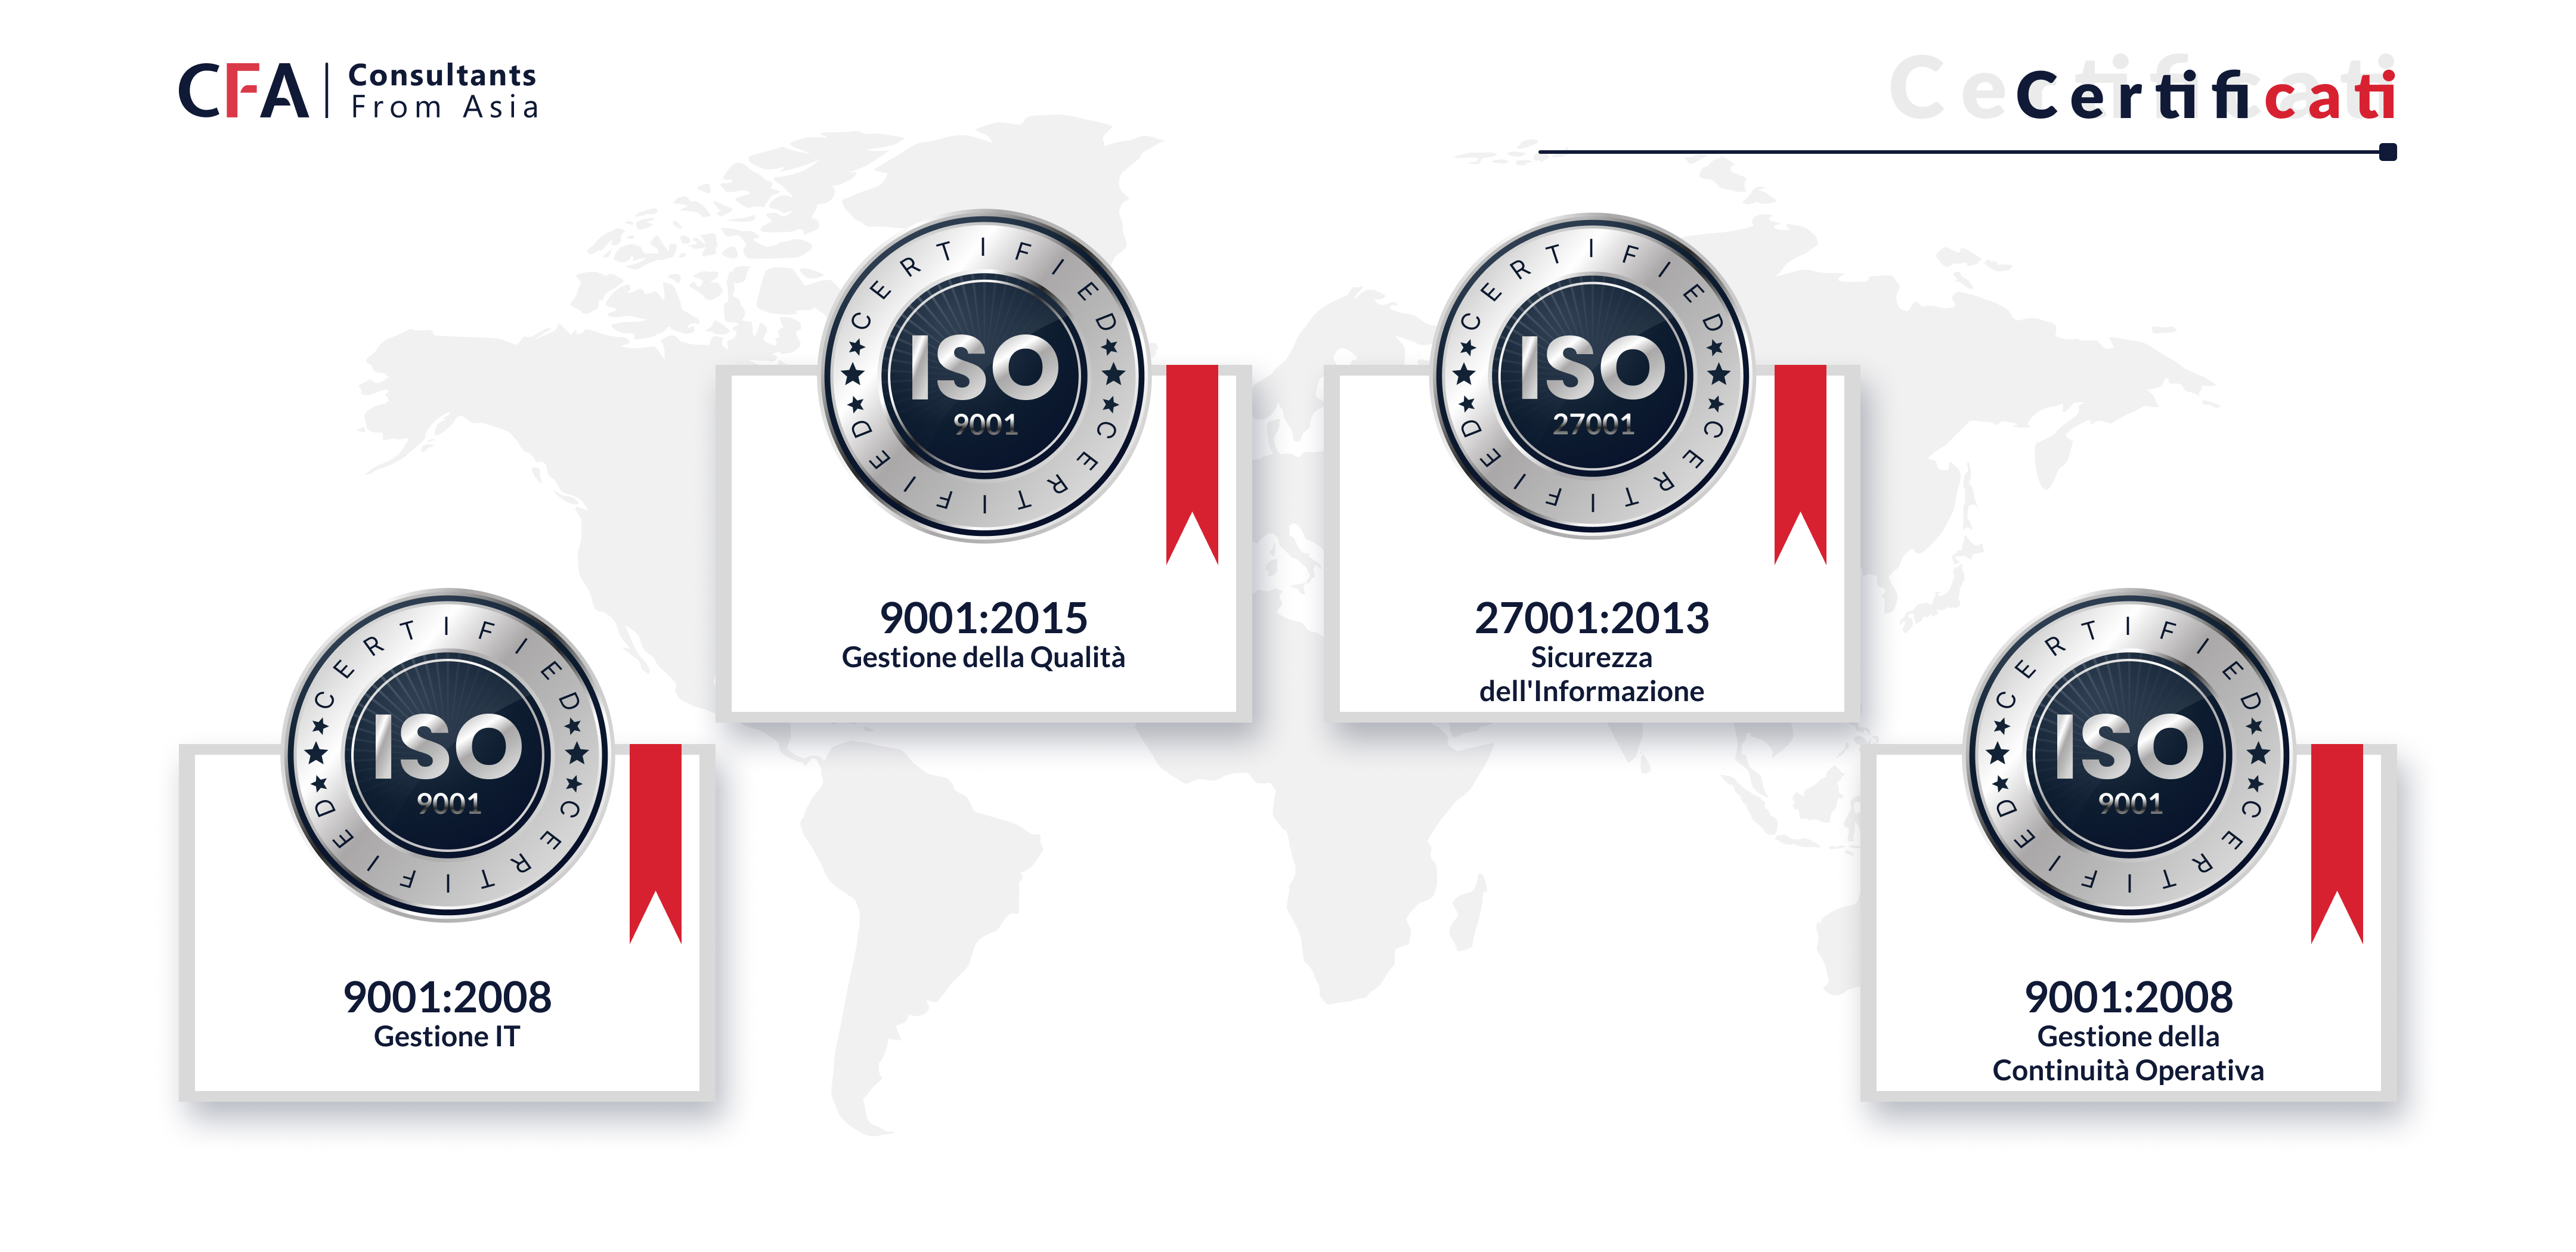 CFA
Consultants
From Asia
Certificati
Certificati
CERTIFIED
ISO
9001
CERTIFIED
9001:2008
Gestione IT
CERTIFIED
ISO
9001
CERTIFIED
9001:2015
Gestione della Qualità
CERTIFIED
ISO
27001
CERTIFIED
27001:2013
Sicurezza
dell'Informazione
CERTIFIED
ISO
9001
CERTIFIED
9001:2008
Gestione della
Continuità Operativa